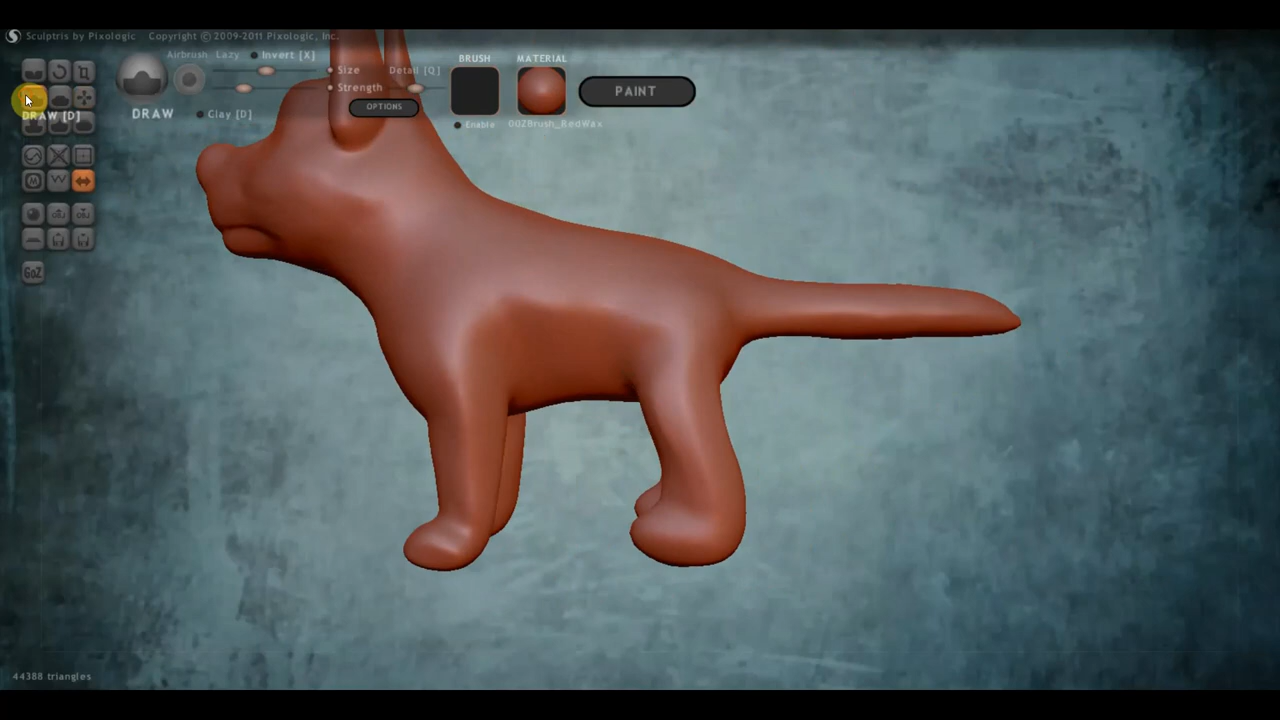 Sculptris by Pixologic Copyright © 2009-2011 Pixologic, Inc.
Airbrush Lazy Invert [X]
Size Detail [Q]
Strength
OPTIONS
DRAW Clay [D]
DRAW [D]
BRUSH
Enable
MATERIAL
00ZBrush_RedWax
PAINT
GoZ
44388 triangles